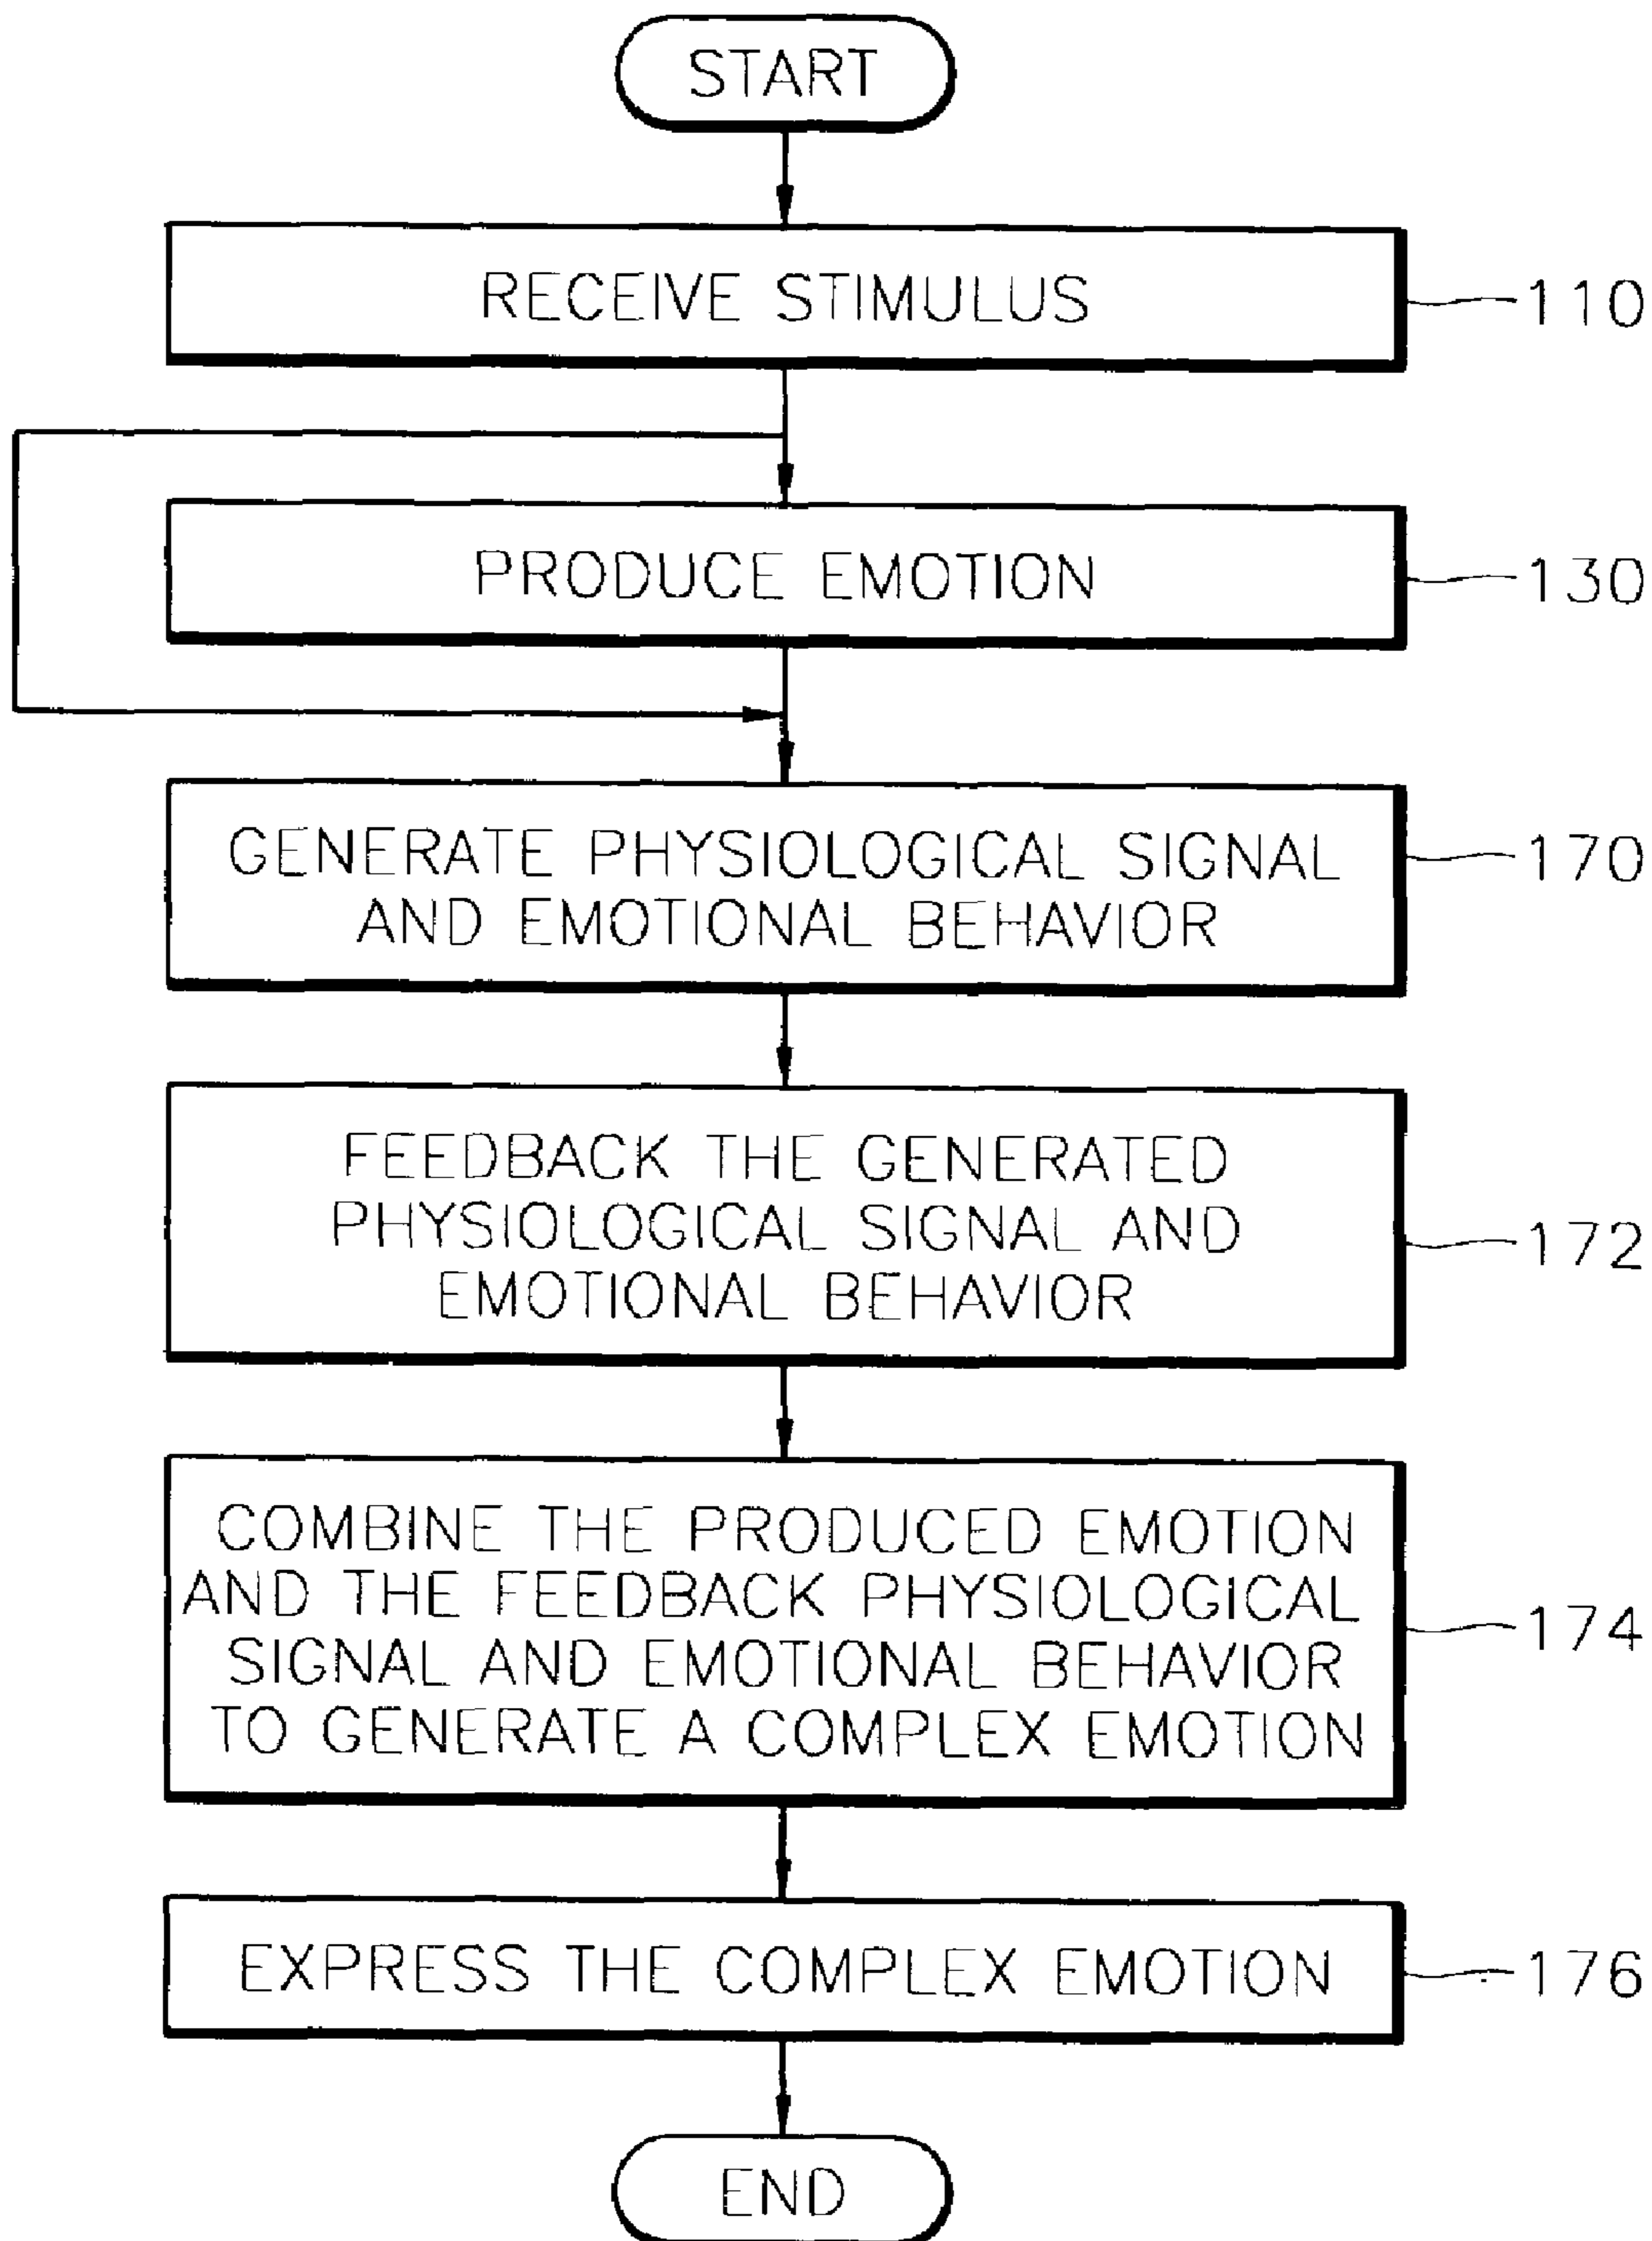 START
RECEIVE STIMULUS
110
PRODUCE EMOTION
130
GENERATE PHYSIOLOGICAL SIGNAL
AND EMOTIONAL BEHAVIOR
170
FEEDBACK THE GENERATED
PHYSIOLOGICAL SIGNAL AND
EMOTIONAL BEHAVIOR
172
COMBINE THE PRODUCED EMOTION
AND THE FEEDBACK PHYSIOLOGICAL
SIGNAL AND EMOTIONAL BEHAVIOR
TO GENERATE A COMPLEX EMOTION
174
EXPRESS THE COMPLEX EMOTION
176
END